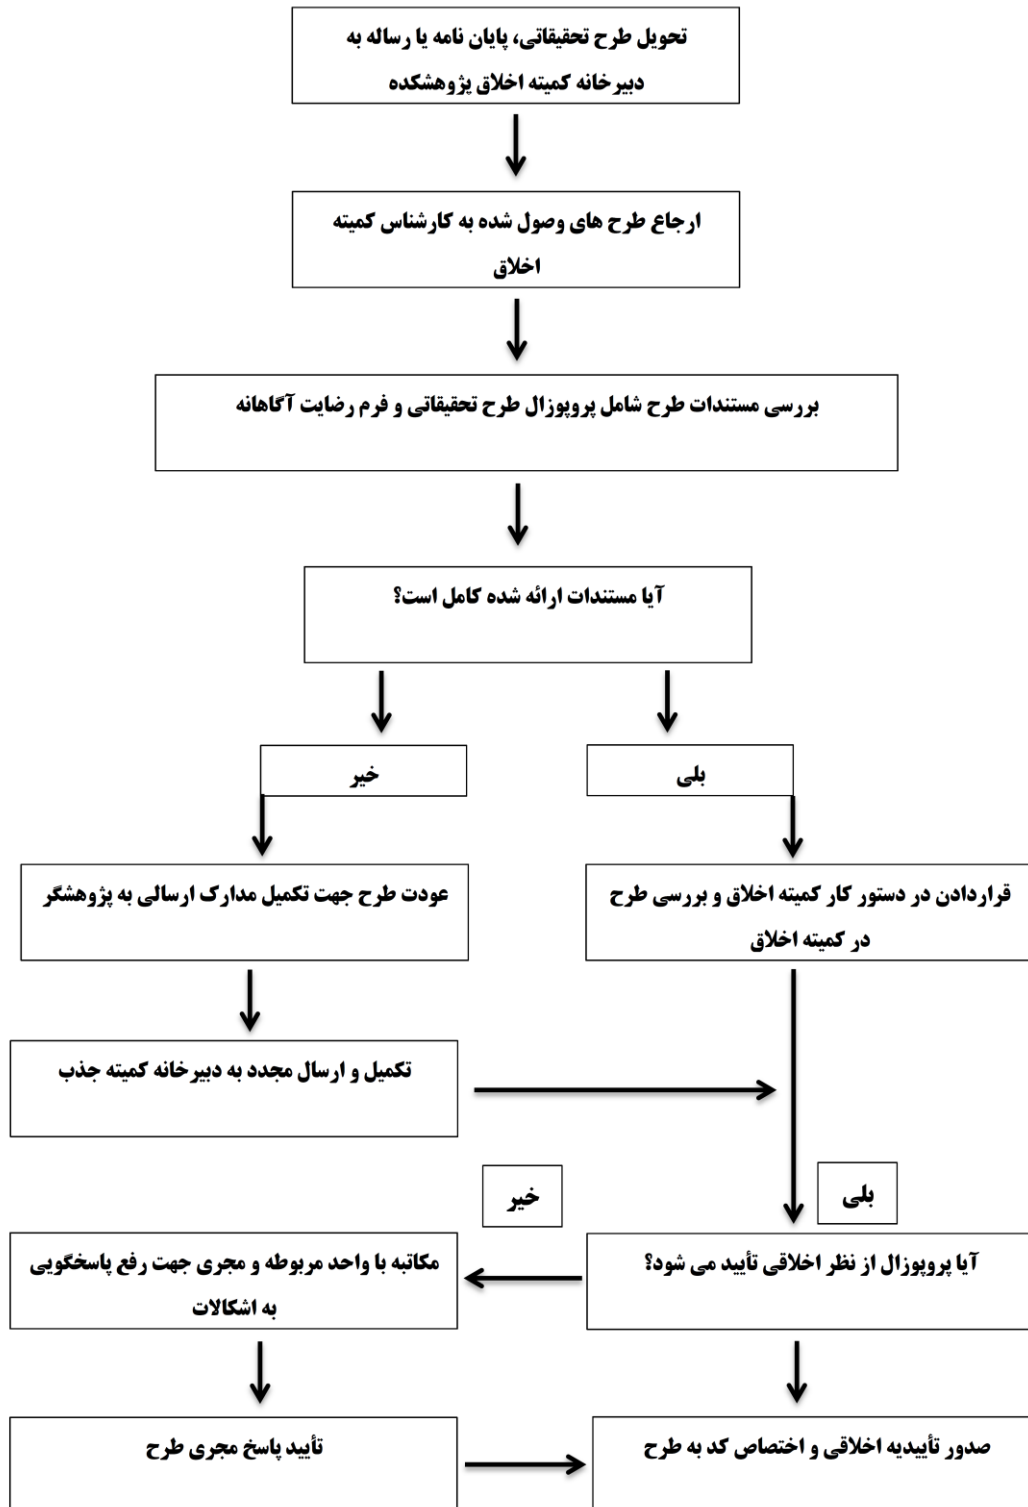 تحویل طرح تحقیقاتی، پایان نامه یا رساله به
دبیرخانه کمیته اخلاق پژوهشکده
ارجاع طرح های وصول شده به کارشناس کمیته
اخلاق
بررسی مستندات طرح شامل پروپوزال طرح تحقیقاتی و فرم رضایت آگاهانه
آیا مستندات ارائه شده کامل است؟
بلی
خیر
قراردادن در دستور کار کمیته اخلاق و بررسی طرح
در کمیته اخلاق
عودت طرح جهت تکمیل مدارک ارسالی به پژوهشگر
تکمیل و ارسال مجدد به دبیرخانه کمیته جذب
بلی
خیر
آیا پروپوزال از نظر اخلاقی تأیید می شود؟
مکاتبه با واحد مربوطه و مجری جهت رفع پاسخگویی
به اشکالات
صدور تأییدیه اخلاقی و اختصاص کد به طرح
تأیید پاسخ مجری طرح